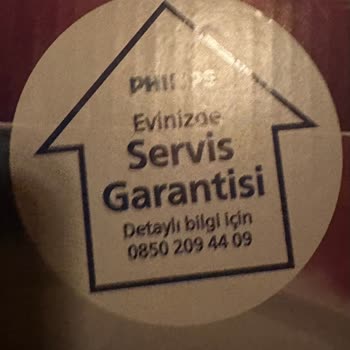 PHILIPS
Evinizde
Servis
Garantisi
Detaylı bilgi için
0850 209 44 09